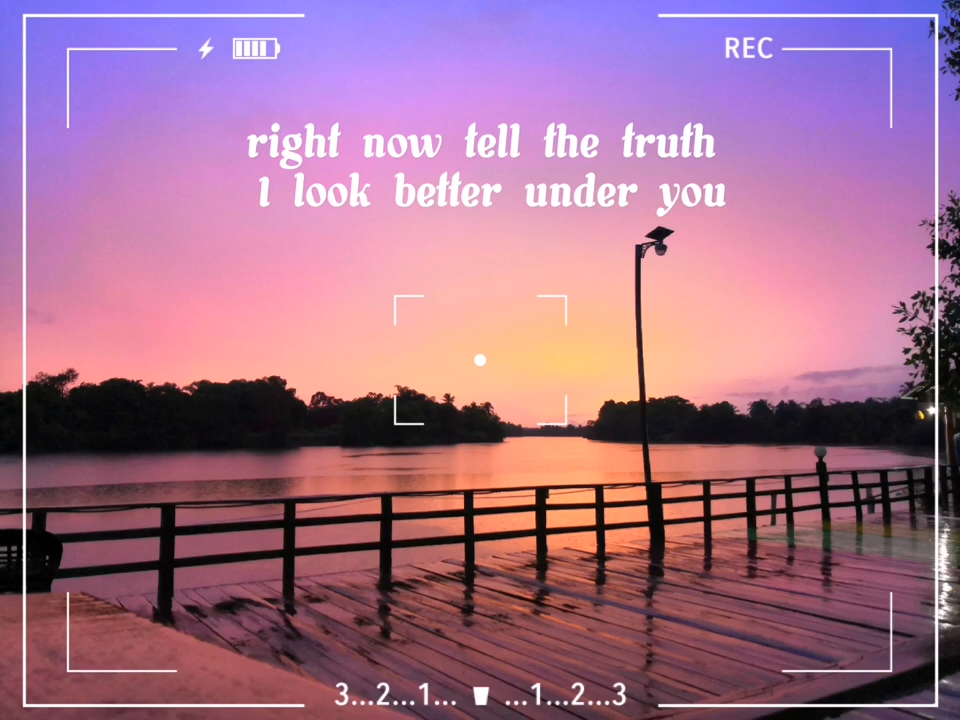 REC
right now tell the truth
I look better under you
3...2...1... ...1...2...3